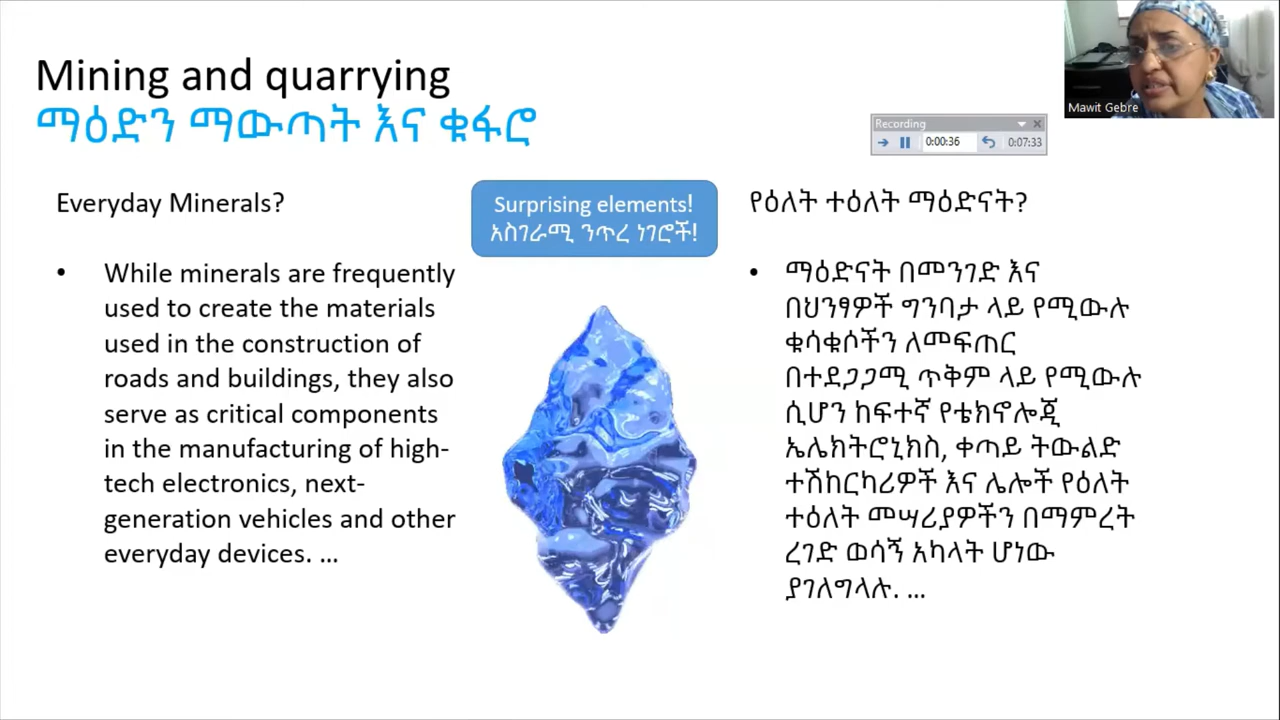 Mining and quarrying
ማዕድን ማውጣት እና ቁፋሮ
Mawit Gebre
Recording
0:00:36
0:07:33
Everyday Minerals?
While minerals are frequently
used to create the materials
used in the construction of
roads and buildings, they also
serve as critical components
in the manufacturing of high-
tech electronics, next-
generation vehicles and other
everyday devices. ...
Surprising elements!
አስገራሚ ንጥረ ነገሮች!
የዕለት ተዕለት ማዕድናት?
ማዕድናት በመንገድ እና
በህንፃዎች ግንባታ ላይ የሚውሉ
ቁሳቁሶችን ለመፍጠር
በተደጋጋሚ ጥቅም ላይ የሚውሉ
ሲሆን ከፍተኛ የቴክኖሎጂ
ኤሌክትሮኒክስ, ቀጣይ ትውልድ
ተሽከርካሪዎች እና ሌሎች የዕለት
ተዕለት መሣሪያዎችን በማምረት
ረገድ ወሳኝ አካላት ሆነው
ያገለግላሉ. ...